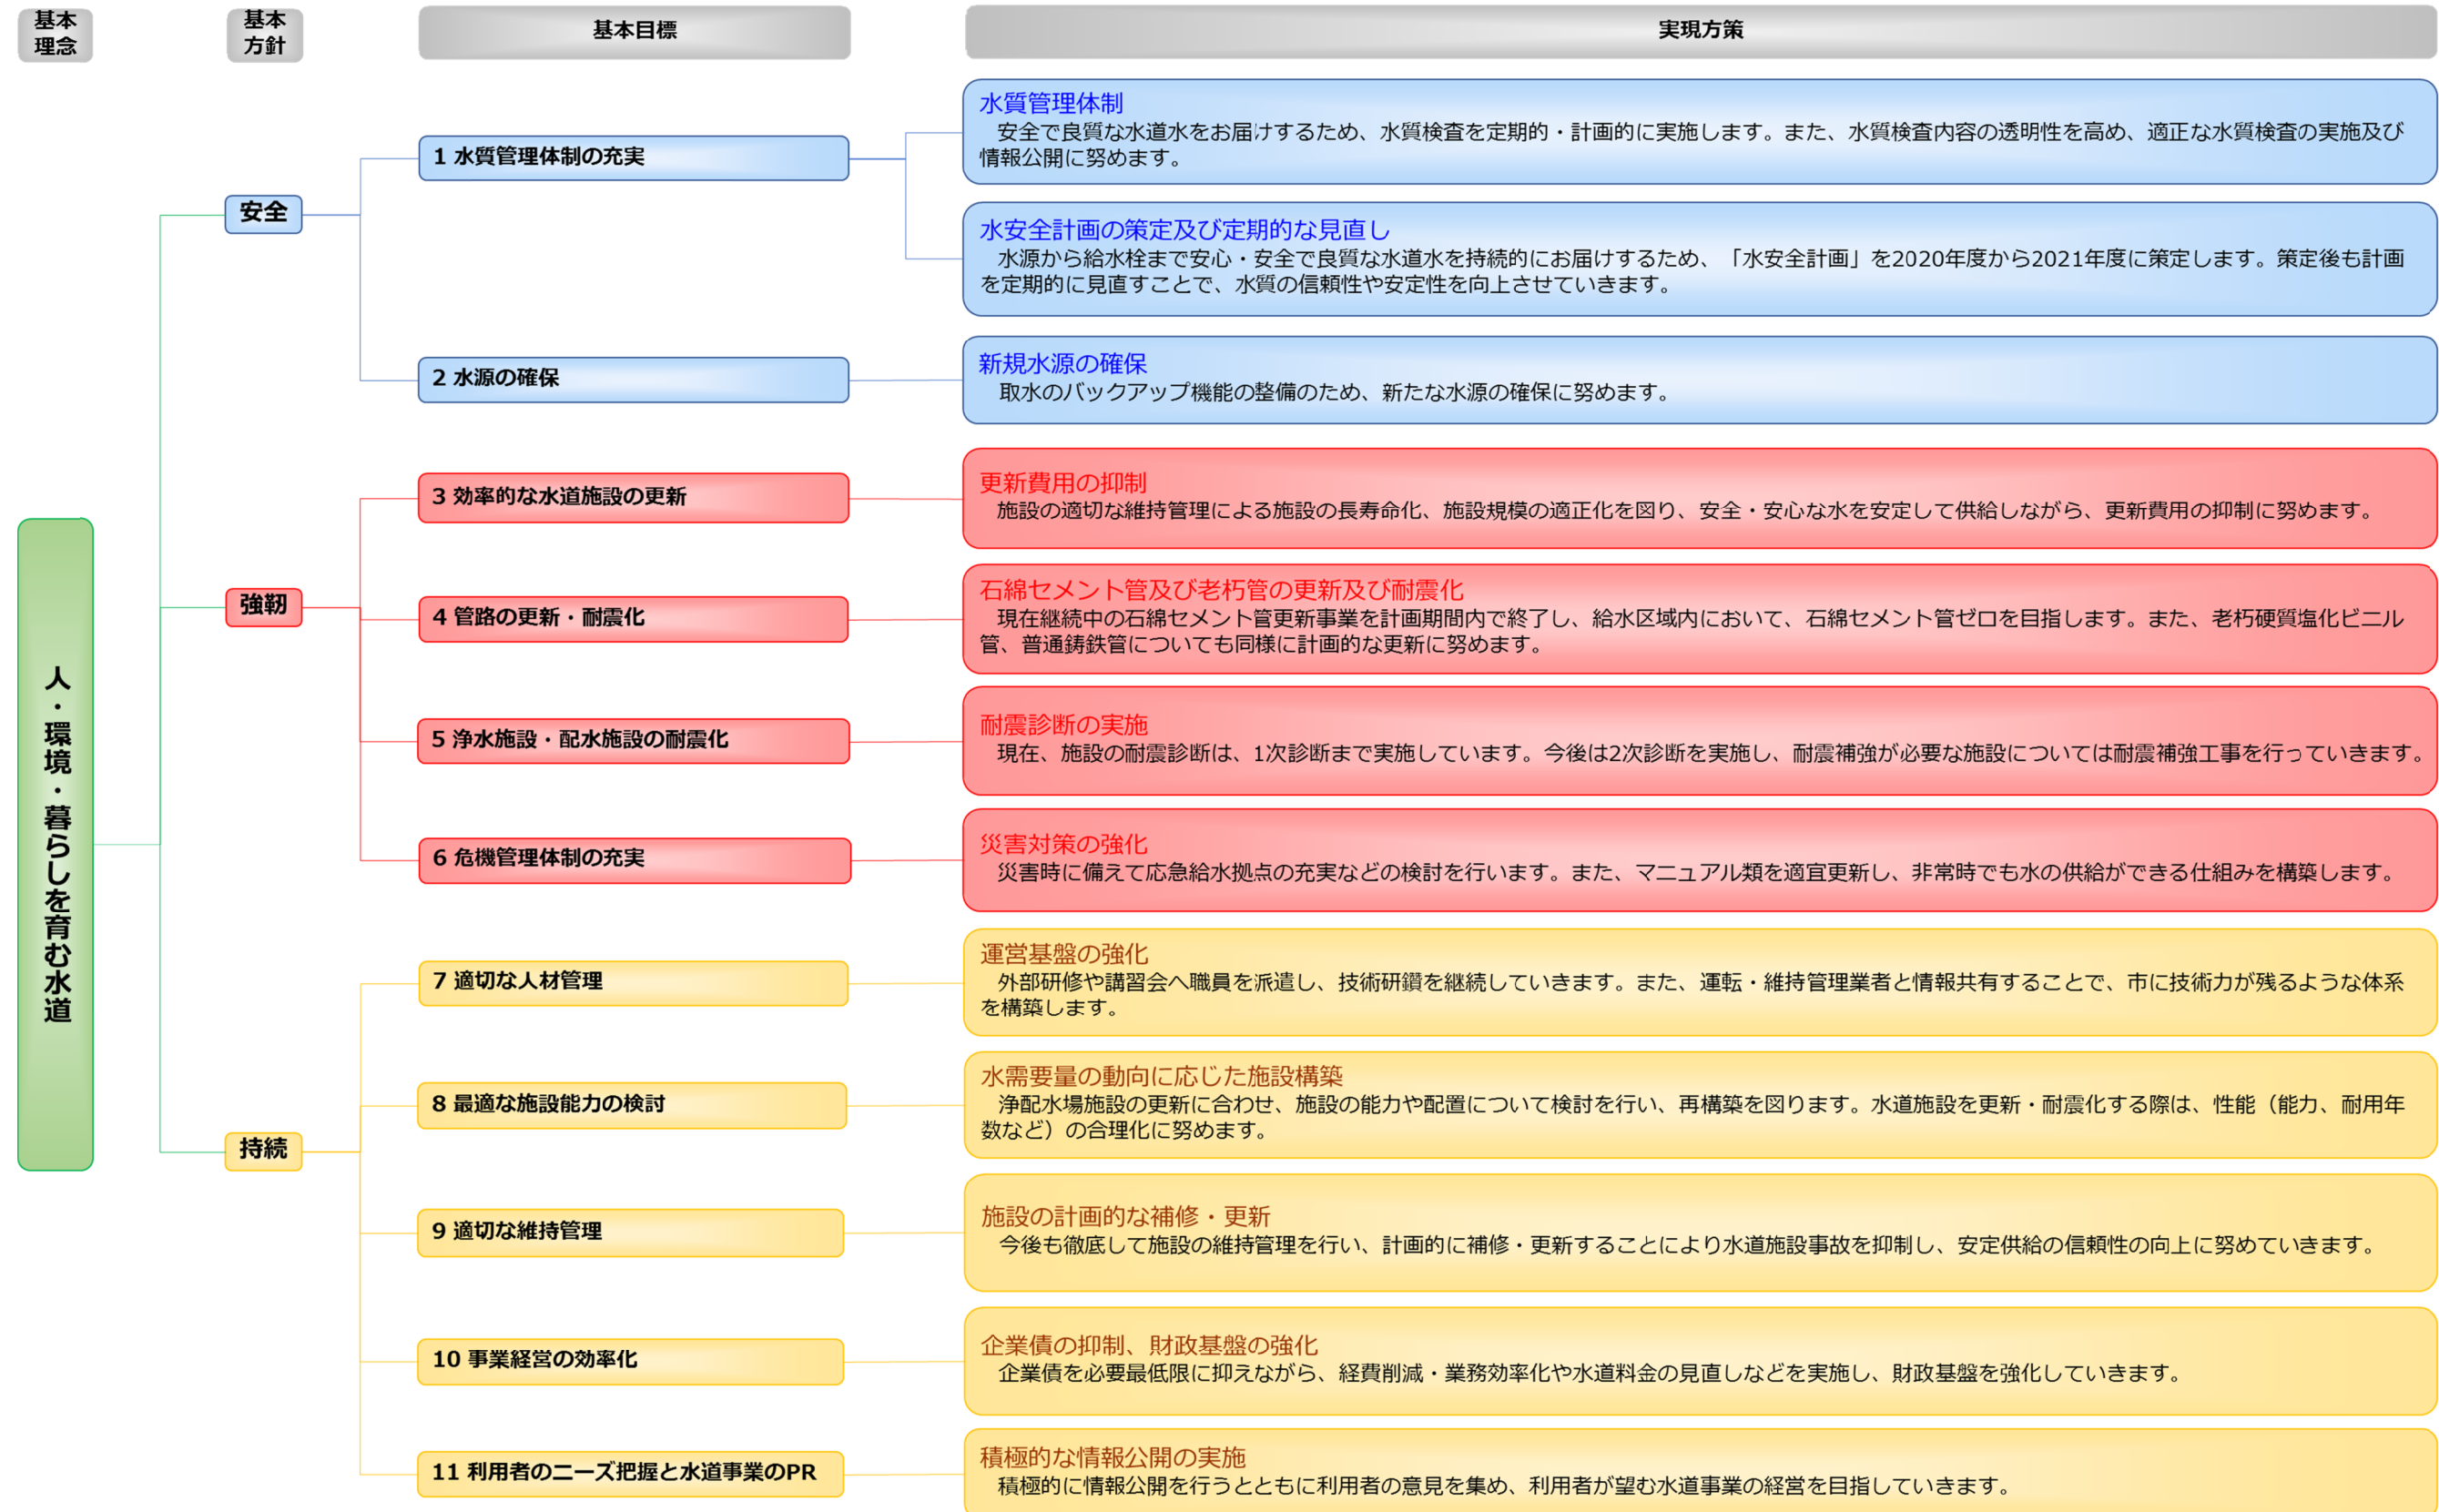 基本
理念
基本
方針
基本目標
実現方策
人・環境・暮らしを育む水道
安全
1 水質管理体制の充実
水質管理体制
安全で良質な水道水をお届けするため、水質検査を定期的・計画的に実施します。また、水質検査内容の透明性を高め、適正な水質検査の実施及び
情報公開に努めます。
水安全計画の策定及び定期的な見直し
水源から給水栓まで安心・安全で良質な水道水を持続的にお届けするため、「水安全計画」を2020年度から2021年度に策定します。策定後も計画
を定期的に見直すことで、水質の信頼性や安定性を向上させていきます。
2 水源の確保
新規水源の確保
取水のバックアップ機能の整備のため、新たな水源の確保に努めます。
強靭
3 効率的な水道施設の更新
更新費用の抑制
施設の適切な維持管理による施設の長寿命化、施設規模の適正化を図り、安全・安心な水を安定して供給しながら、更新費用の抑制に努めます。
4 管路の更新・耐震化
石綿セメント管及び老朽管の更新及び耐震化
現在継続中の石綿セメント管更新事業を計画期間内で終了し、給水区域内において、石綿セメント管ゼロを目指します。また、老朽硬質塩化ビニル
管、普通鋳鉄管についても同様に計画的な更新に努めます。
5 浄水施設・配水施設の耐震化
耐震診断の実施
現在、施設の耐震診断は、1次診断まで実施しています。今後は2次診断を実施し、耐震補強が必要な施設については耐震補強工事を行っていきます。
6 危機管理体制の充実
災害対策の強化
災害時に備えて応急給水拠点の充実などの検討を行います。また、マニュアル類を適宜更新し、非常時でも水の供給ができる仕組みを構築します。
持続
7 適切な人材管理
運営基盤の強化
外部研修や講習会へ職員を派遣し、技術研鑽を継続していきます。また、運転・維持管理業者と情報共有することで、市に技術力が残るような体系
を構築します。
8 最適な施設能力の検討
水需要量の動向に応じた施設構築
浄配水場施設の更新に合わせ、施設の能力や配置について検討を行い、再構築を図ります。水道施設を更新・耐震化する際は、性能（能力、耐用年
数など）の合理化に努めます。
9 適切な維持管理
施設の計画的な補修・更新
今後も徹底して施設の維持管理を行い、計画的に補修・更新することにより水道施設事故を抑制し、安定供給の信頼性の向上に努めていきます。
10 事業経営の効率化
企業債の抑制、財政基盤の強化
企業債を必要最低限に抑えながら、経費削減・業務効率化や水道料金の見直しなどを実施し、財政基盤を強化していきます。
11 利用者のニーズ把握と水道事業のPR
積極的な情報公開の実施
積極的に情報公開を行うとともに利用者の意見を集め、利用者が望む水道事業の経営を目指していきます。